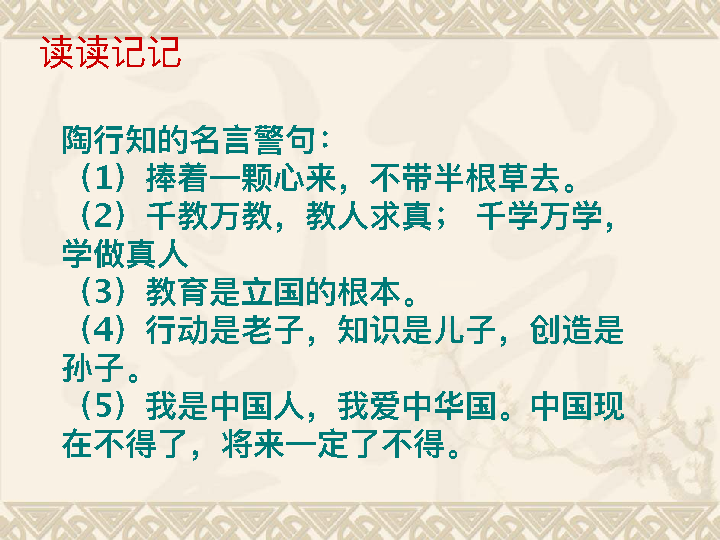 读读记记
陶行知的名言警句：
（1）捧着一颗心来，不带半根草去。
（2）千教万教，教人求真； 千学万学，
学做真人
（3）教育是立国的根本。
（4）行动是老子，知识是儿子，创造是
孙子。
（5）我是中国人，我爱中华国。中国现
在不得了，将来一定了不得。